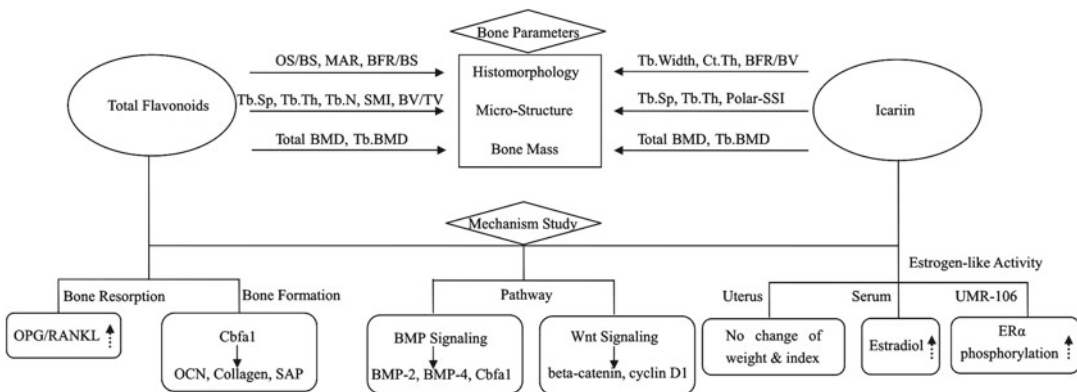 Bone Parameters
OS/BS, MAR, BFR/BS
Histomorphology
Tb.Width, Ct.Th, BFR/BV
Total Flavonoids
Tb.Sp, Tb.Th, Tb.N, SMI, BV/TV
Micro-Structure
Tb.Sp, Tb.Th, Polar-SSI
Icariin
Total BMD, Tb.BMD
Bone Mass
Total BMD, Tb.BMD
Mechanism Study
Estrogen-like Activity
Bone Resorption
Bone Formation
Pathway
Uterus
Serum
UMR-106
OPG/RANKL
Cbfa1
OCN, Collagen, SAP
BMP Signaling
BMP-2, BMP-4, Cbfa1
Wnt Signaling
beta-catenin, cyclin D1
No change of
weight & index
Estradiol
ERα
phosphorylation